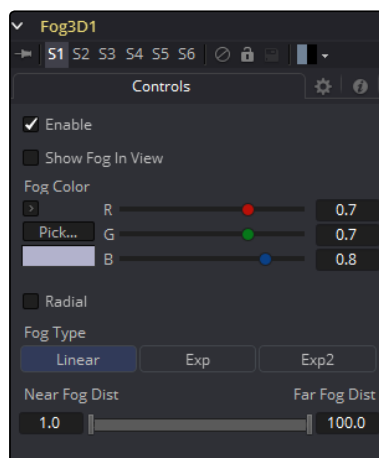 Fog3D1
S1 S2 S3 S4 S5 S6
Controls
Enable
Show Fog In View
Fog Color
R 0.7
Pick... G 0.7
B 0.8
Radial
Fog Type
Linear Exp Exp2
Near Fog Dist Far Fog Dist
1.0 100.0